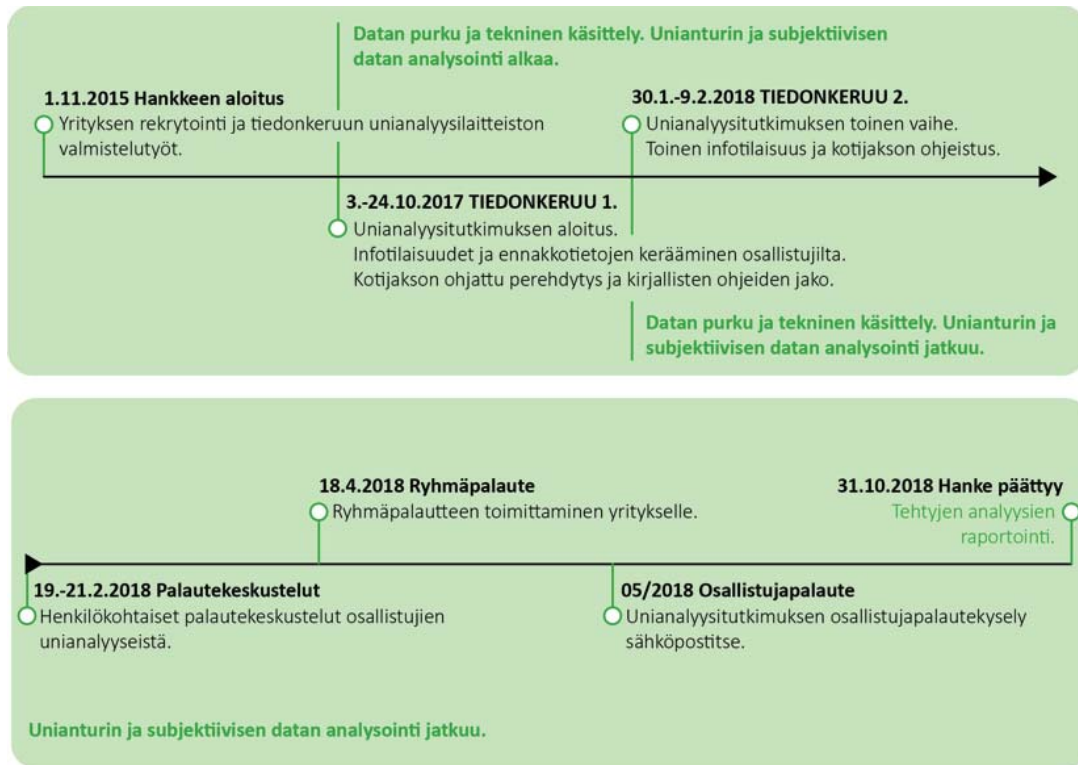 Datan purku ja tekninen käsittely. Unianturin ja subjektiivisen
datan analysointi alkaa.
1.11.2015 Hankkeen aloitus
Yrityksen rekrytointi ja tiedonkeruun unianalyysilaitteiston
valmistelutyöt.
30.1.-9.2.2018 TIEDONKERUU 2.
Unianalyysitutkimuksen toinen vaihe.
Toinen infotilaisuus ja kotijakson ohjeistus.
3.-24.10.2017 TIEDONKERUU 1.
Unianalyysitutkimuksen aloitus.
Infotilaisuudet ja ennakkotietojen kerääminen osallistujilta.
Kotijakson ohjattu perehdytys ja kirjallisten ohjeiden jako.
Datan purku ja tekninen käsittely. Unianturin ja
subjektiivisen datan analysointi jatkuu.
18.4.2018 Ryhmäpalaute
Ryhmäpalautteen toimittaminen yritykselle.
31.10.2018 Hanke päättyy
Tehtyjen analyysien
raportointi.
19.-21.2.2018 Palautekeskustelut
Henkilökohtaiset palautekeskustelut osallistujien
unianalyyseistä.
05/2018 Osallistujapalaute
Unianalyysitutkimuksen osallistujapalautekysely
sähköpostitse.
Unianturin ja subjektiivisen datan analysointi jatkuu.